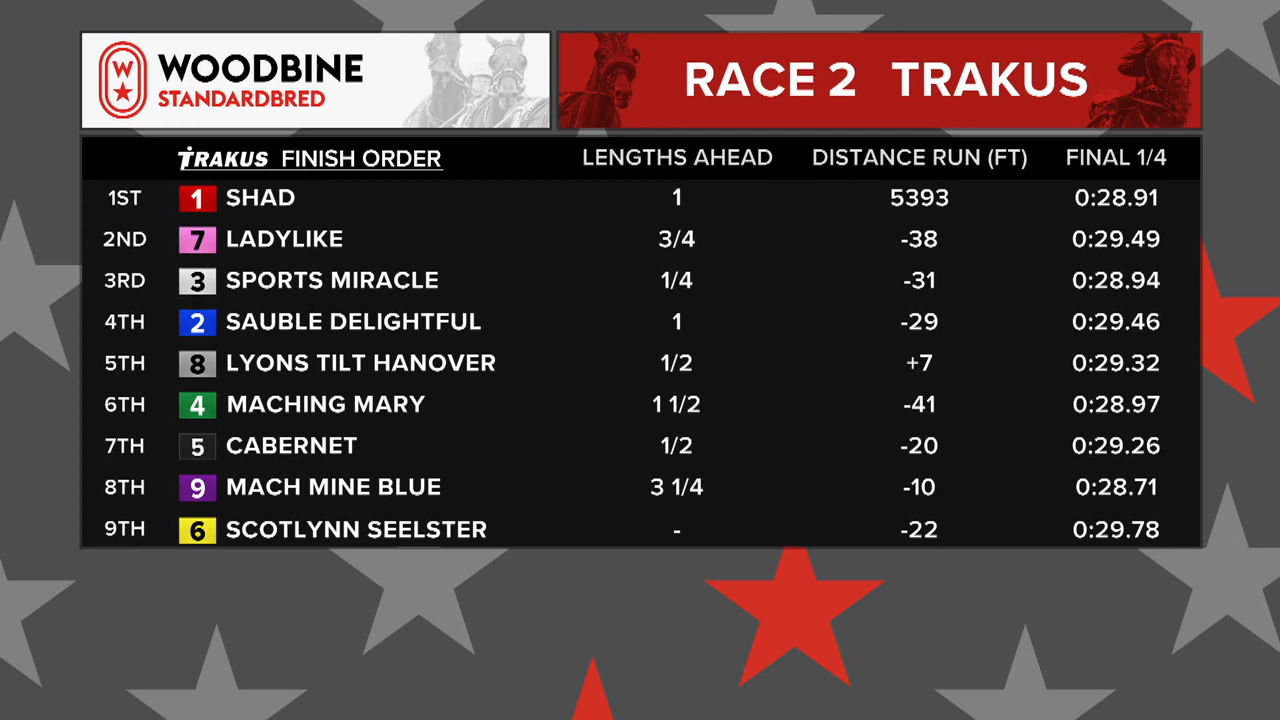 W
WOODBINE
STANDARDBRED
RACE 2 TRAKUS
TRAKUS FINISH ORDER LENGTHS AHEAD DISTANCE RUN (FT) FINAL 1/4
1ST 1 SHAD 1 5393 0:28.91
2ND 7 LADYLIKE 3/4 -38 0:29.49
3RD 3 SPORTS MIRACLE 1/4 -31 0:28.94
4TH 2 SAUBLE DELIGHTFUL 1 -29 0:29.46
5TH 8 LYONS TILT HANOVER 1/2 +7 0:29.32
6TH 4 MACHING MARY 1 1/2 -41 0:28.97
7TH 5 CABERNET 1/2 -20 0:29.26
8TH 9 MACH MINE BLUE 3 1/4 -10 0:28.71
9TH 6 SCOTLYNN SEELSTER - -22 0:29.78